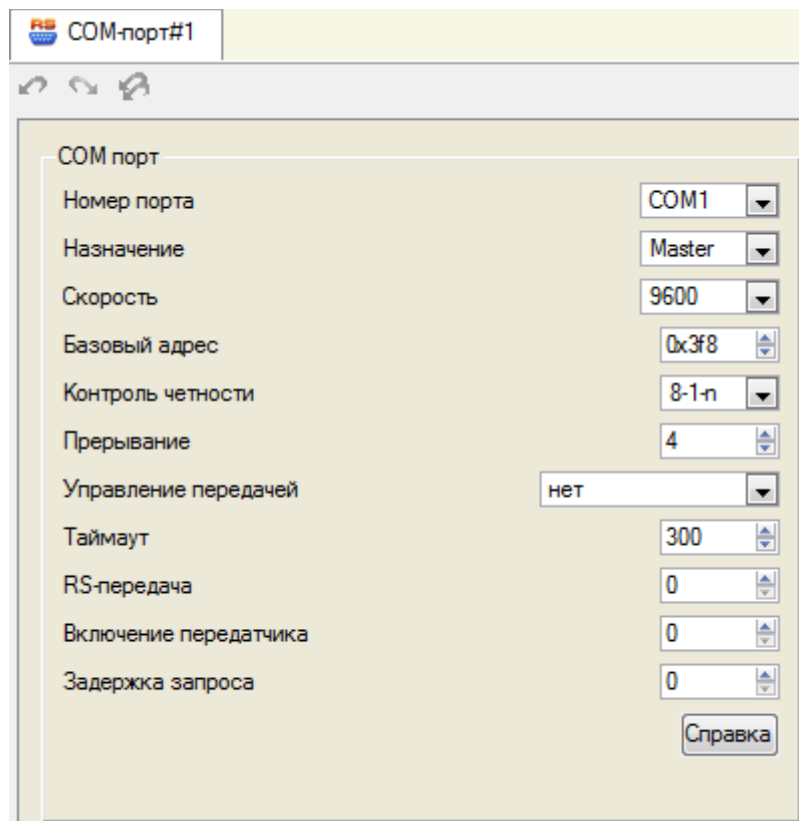 RS COM-порт#1
COM порт
Номер порта COM1
Назначение Master
Скорость 9600
Базовый адрес 0x3f8
Контроль четности 8-1-n
Прерывание 4
Управление передачей нет
Таймаут 300
RS-передача 0
Включение передатчика 0
Задержка запроса 0
Справка